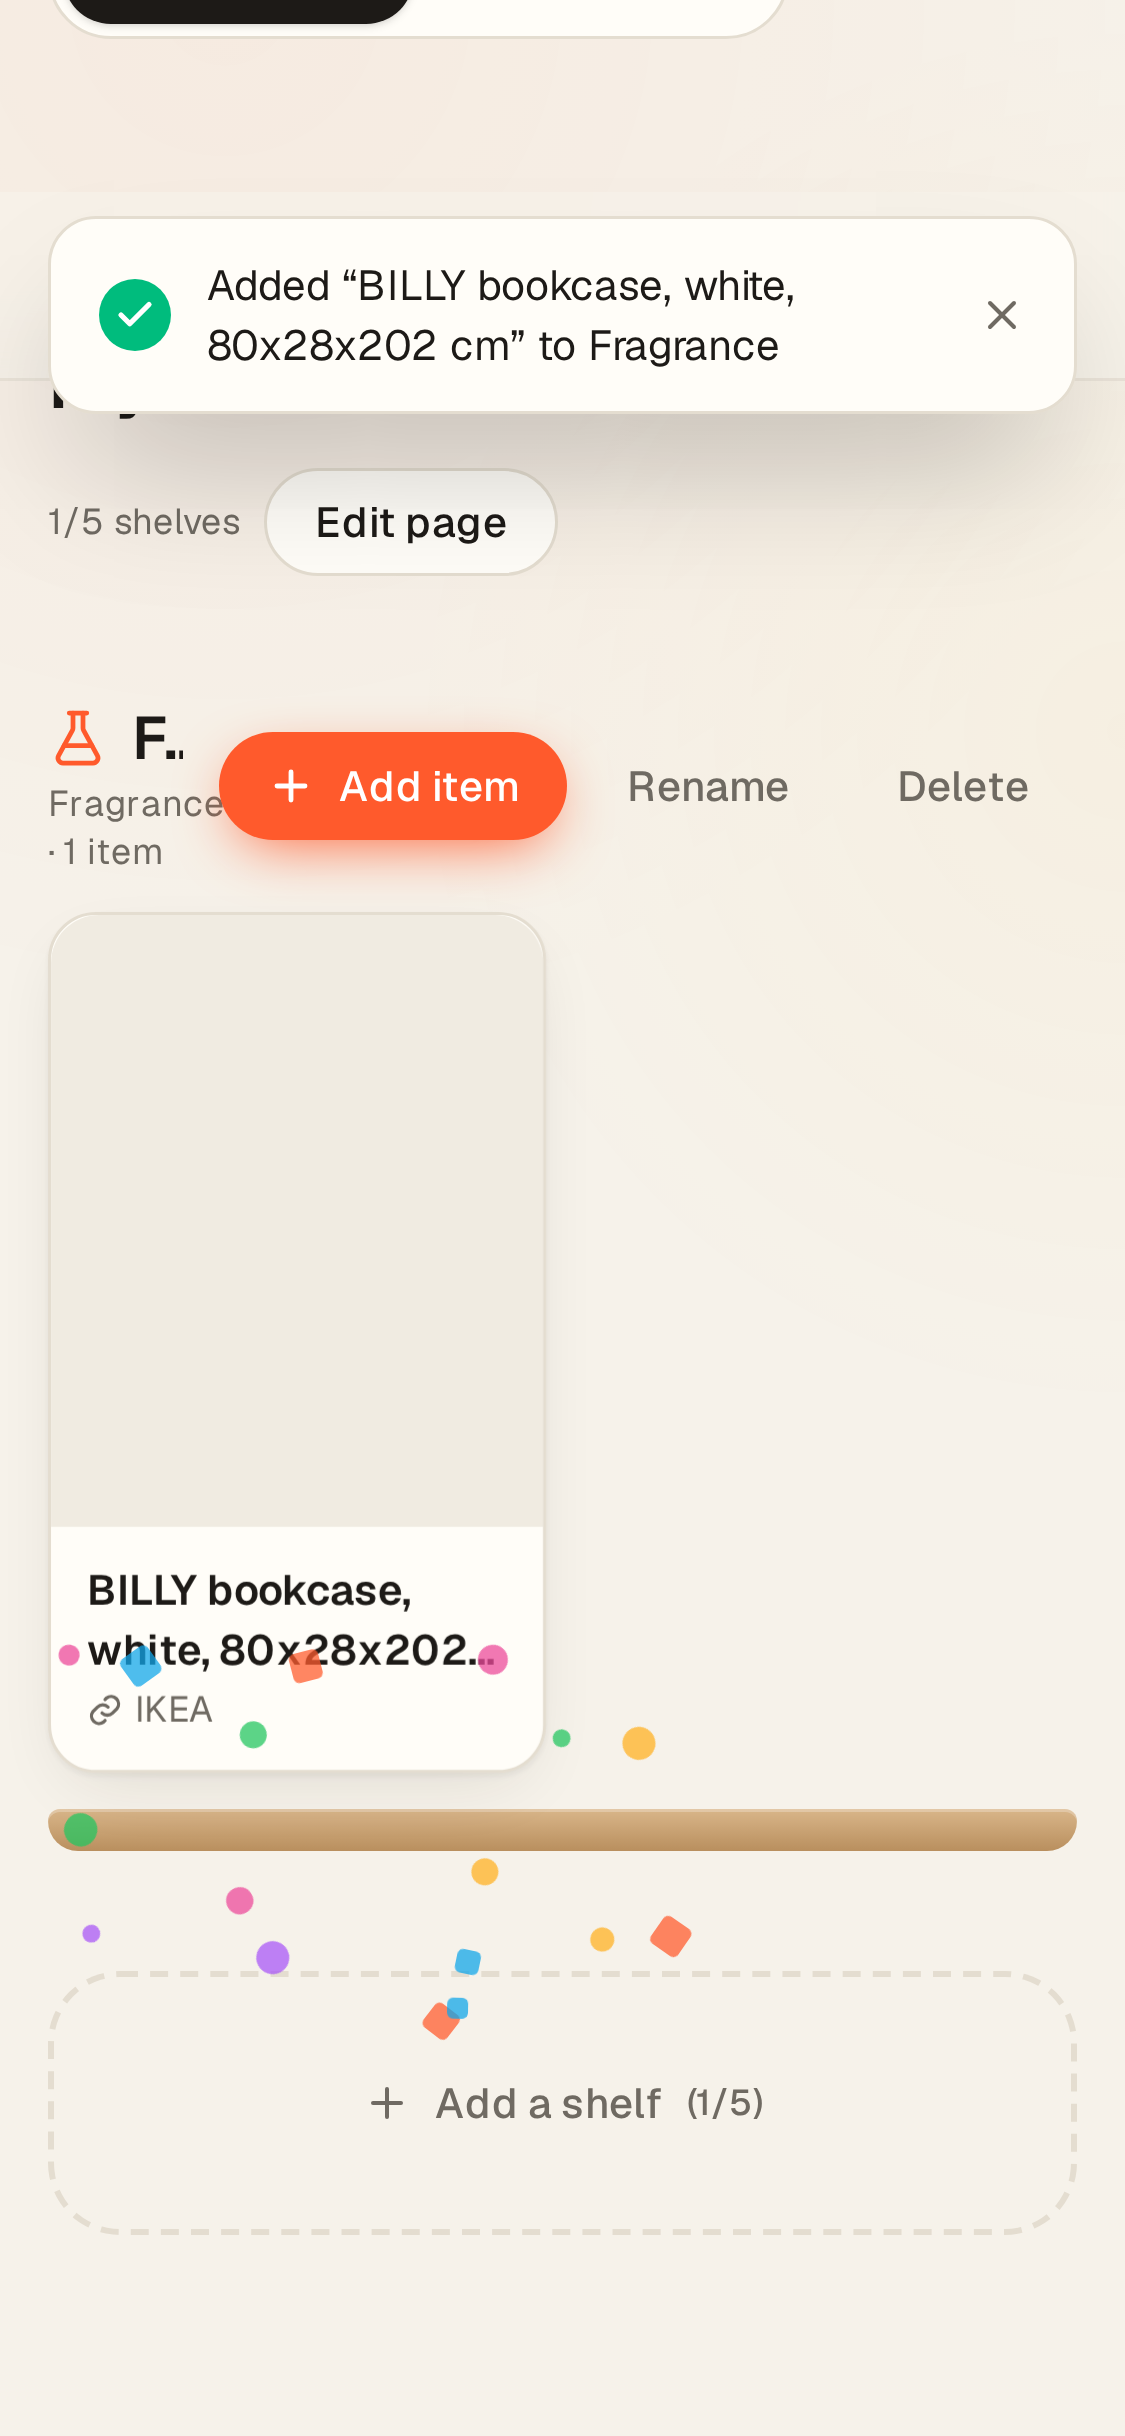 Added “BILLY bookcase, white,
80x28x202 cm” to Fragrance
1/5 shelves
Edit page
F..
Fragrance
· 1 item
Add item
Rename
Delete
BILLY bookcase,
white, 80x28x202...
IKEA
Add a shelf (1/5)